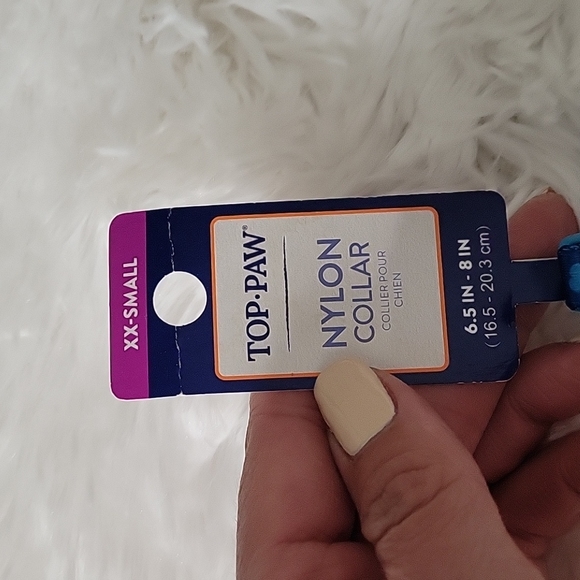 XX-SMALL
TOP·PAW®
NYLON
COLLAR
COLLIER POUR
CHIEN
6.5 IN - 8 IN
(16.5 - 20.3 cm)